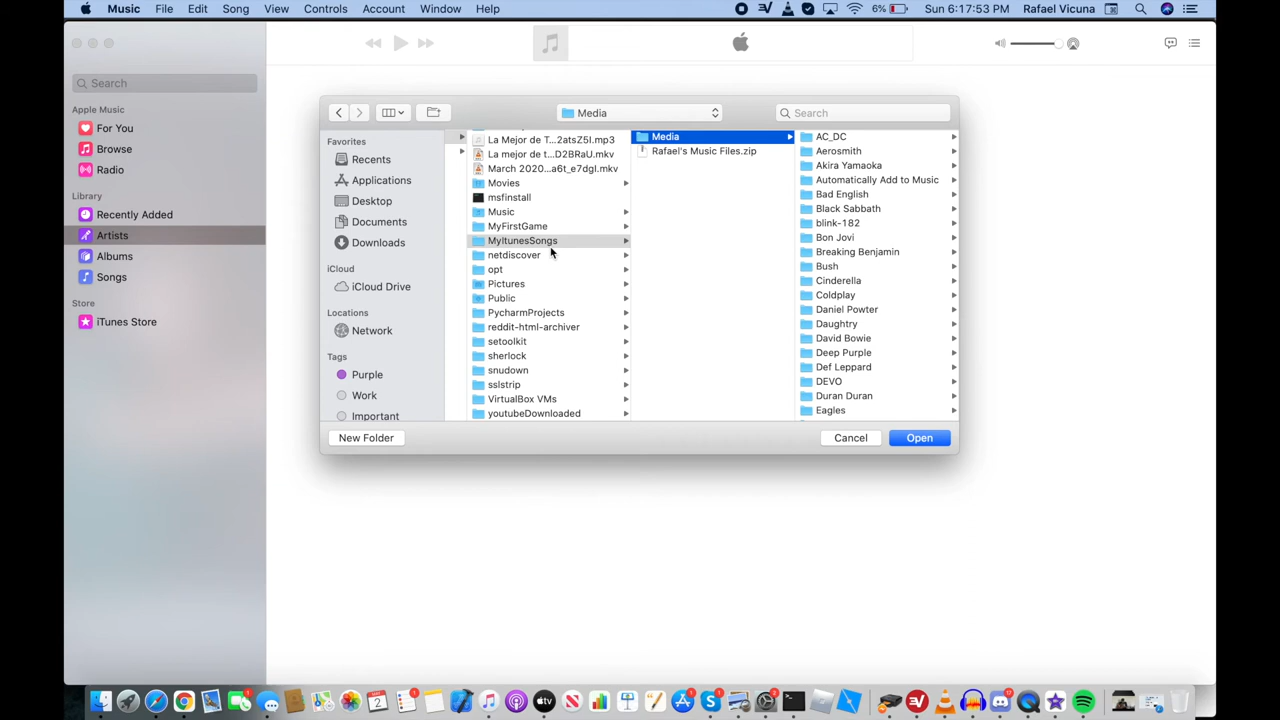 Music File Edit Song View Controls Account Window Help 6% Sun 6:17:53 PM Rafael Vicuna
Search
Apple Music
For You
Browse
Radio
Library
Recently Added
Artists
Albums
Songs
Store
iTunes Store
Media
Search
Favorites
Recents
Applications
Desktop
Documents
Downloads
iCloud
iCloud Drive
Locations
Network
Tags
Purple
Work
Important
La Mejor de T...2atsZ5I.mp3
La mejor de t...D2BRaU.mkv
March 2020...a6t_e7dgI.mkv
Movies
msfinstall
Music
MyFirstGame
MyItunesSongs
netdiscover
opt
Pictures
Public
PycharmProjects
reddit-html-archiver
setoolkit
sherlock
snudown
sslstrip
VirtualBox VMs
youtubeDownloaded
Media
Rafael's Music Files.zip
AC_DC
Aerosmith
Akira Yamaoka
Automatically Add to Music
Bad English
Black Sabbath
blink-182
Bon Jovi
Breaking Benjamin
Bush
Cinderella
Coldplay
Daniel Powter
Daughtry
David Bowie
Deep Purple
Def Leppard
DEVO
Duran Duran
Eagles
New Folder
Cancel
Open